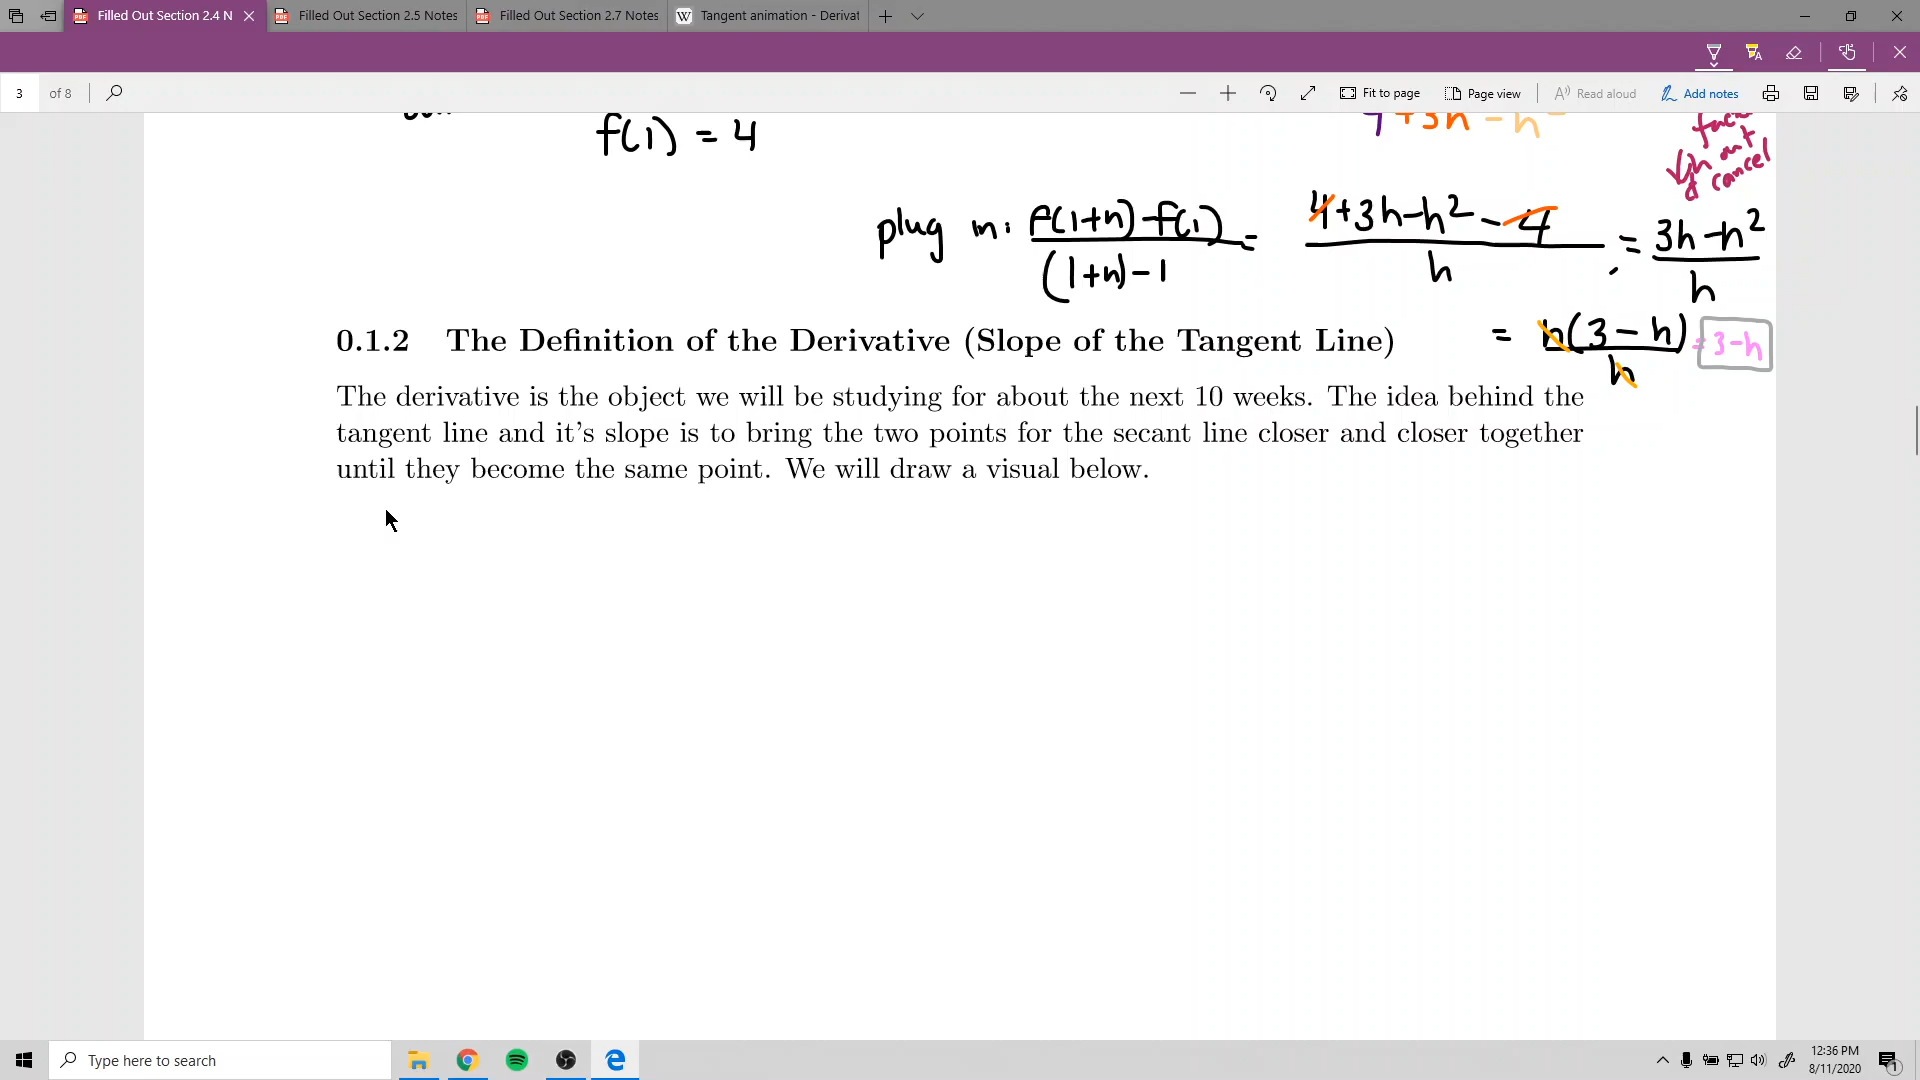 Filled Out Section 2.4 N
Filled Out Section 2.5 Notes
Filled Out Section 2.7 Notes
W Tangent animation - Derivat
3 of 8
Fit to page
Page view
Read aloud
Add notes
f(1) = 4
4 + 3h - h
out
cancel
plug in: f(1+h) - f(1) / (1+h) - 1 = 4 + 3h - h² - 4 / h = 3h - h² / h
0.1.2 The Definition of the Derivative (Slope of the Tangent Line)
= h(3 - h) / h = 3 - h
The derivative is the object we will be studying for about the next 10 weeks. The idea behind the
tangent line and it's slope is to bring the two points for the secant line closer and closer together
until they become the same point. We will draw a visual below.
Type here to search
12:36 PM
8/11/2020
1